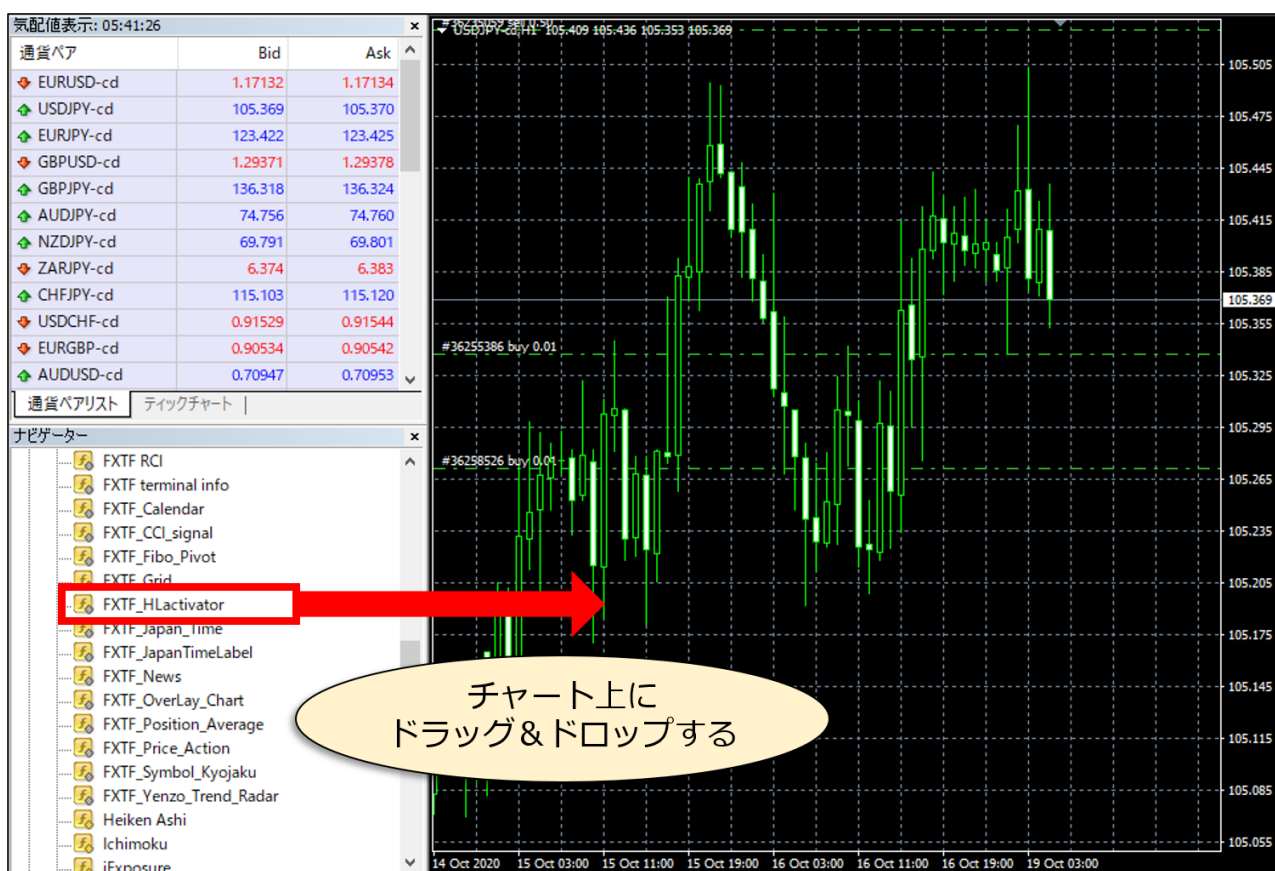 気配値表示: 05:41:26
通貨ペア Bid Ask
EURUSD-cd 1.17132 1.17134
USDJPY-cd 105.369 105.370
EURJPY-cd 123.422 123.425
GBPUSD-cd 1.29371 1.29378
GBPJPY-cd 136.318 136.324
AUDJPY-cd 74.756 74.760
NZDJPY-cd 69.791 69.801
ZARJPY-cd 6.374 6.383
CHFJPY-cd 115.103 115.120
USDCHF-cd 0.91529 0.91544
EURGBP-cd 0.90534 0.90542
AUDUSD-cd 0.70947 0.70953
通貨ペアリスト ティックチャート
ナビゲーター
FXTF RCI
FXTF terminal info
FXTF_Calendar
FXTF_CCI_signal
FXTF_Fibo_Pivot
FXTF_Grid
FXTF_HLactivator
FXTF_Japan_Time
FXTF_JapanTimeLabel
FXTF_News
FXTF_OverLay_Chart
FXTF_Position_Average
FXTF_Price_Action
FXTF_Symbol_Kyojaku
FXTF_Yenzo_Trend_Radar
Heiken Ashi
Ichimoku
iExposure
#36235059 sell 0.50
USDJPY-cd,H1 105.409 105.436 105.353 105.369
#36255386 buy 0.01
#36258526 buy 0.01
チャート上に
ドラッグ＆ドロップする
105.505
105.475
105.445
105.415
105.385
105.369
105.355
105.325
105.295
105.265
105.235
105.205
105.175
105.145
105.115
105.085
105.055
14 Oct 2020 15 Oct 03:00 15 Oct 11:00 15 Oct 19:00 16 Oct 03:00 16 Oct 11:00 16 Oct 19:00 19 Oct 03:00